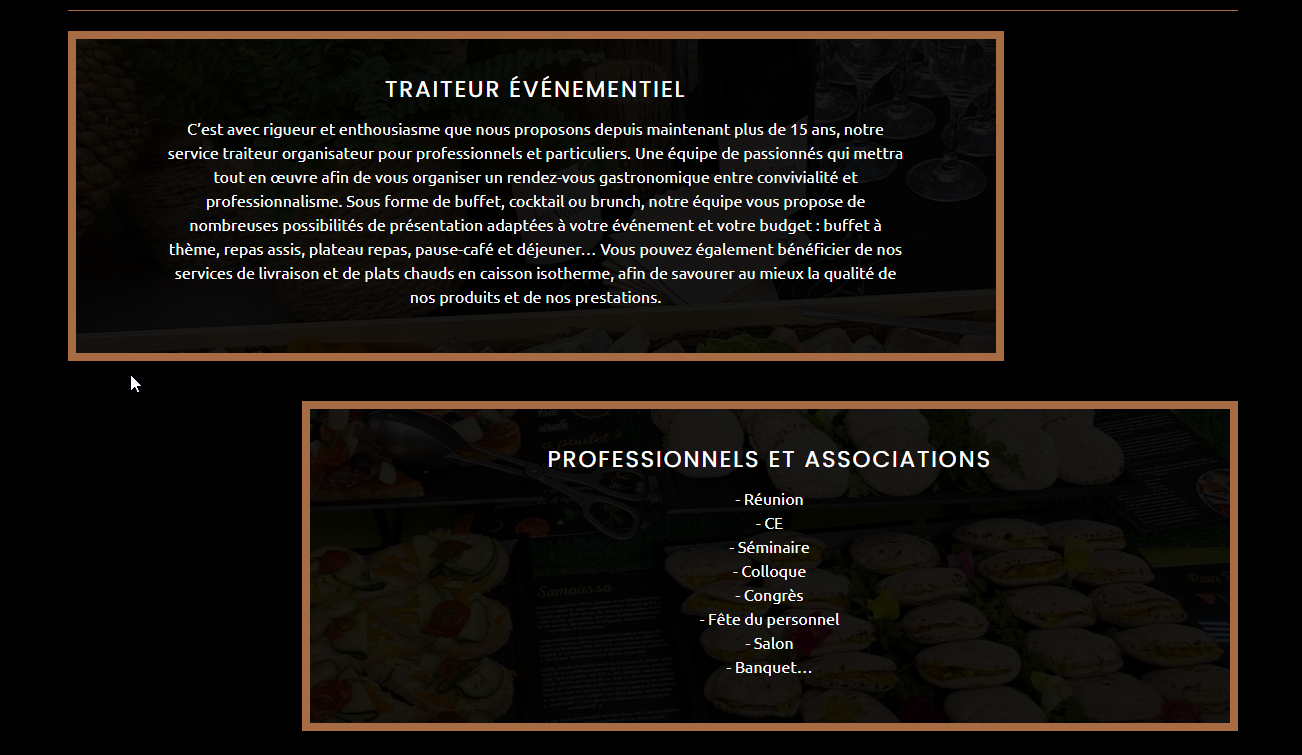 TRAITEUR ÉVÉNEMENTIEL
C’est avec rigueur et enthousiasme que nous proposons depuis maintenant plus de 15 ans, notre
service traiteur organisateur pour professionnels et particuliers. Une équipe de passionnés qui mettra
tout en œuvre afin de vous organiser un rendez-vous gastronomique entre convivialité et
professionnalisme. Sous forme de buffet, cocktail ou brunch, notre équipe vous propose de
nombreuses possibilités de présentation adaptées à votre événement et votre budget : buffet à
thème, repas assis, plateau repas, pause-café et déjeuner… Vous pouvez également bénéficier de nos
services de livraison et de plats chauds en caisson isotherme, afin de savourer au mieux la qualité de
nos produits et de nos prestations.
PROFESSIONNELS ET ASSOCIATIONS
- Réunion
- CE
- Séminaire
- Colloque
- Congrès
- Fête du personnel
- Salon
- Banquet…
a poulet
Samoussa
Pain